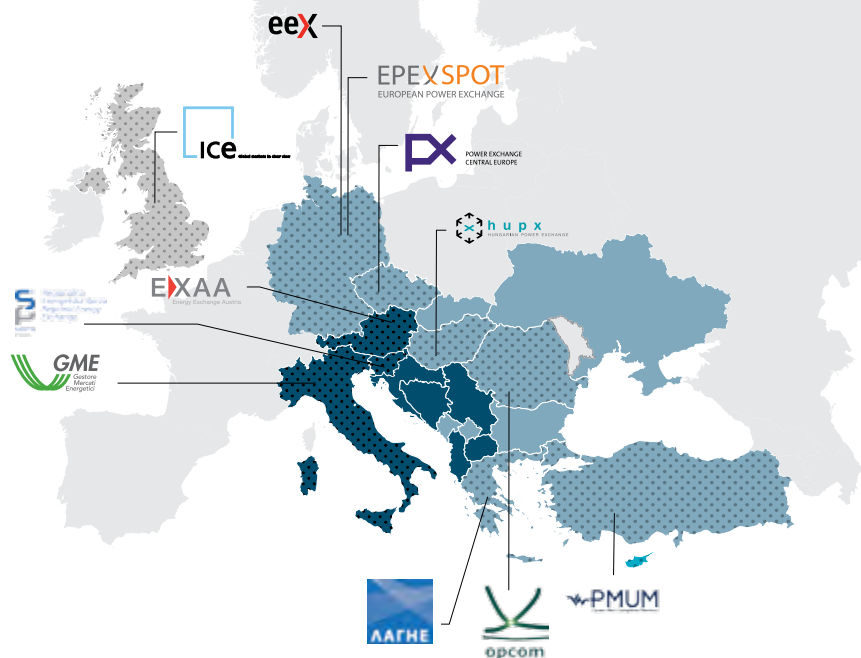 eex
EPEXSPOT
EUROPEAN POWER EXCHANGE
ice
PX
POWER EXCHANGE
CENTRAL EUROPE
hupx
HUNGARIAN POWER EXCHANGE
EXAA
Energy Exchange Austria
GME
Gestore
Mercati
Energetici
ΛΑΓΗΕ
opcom
PMUM